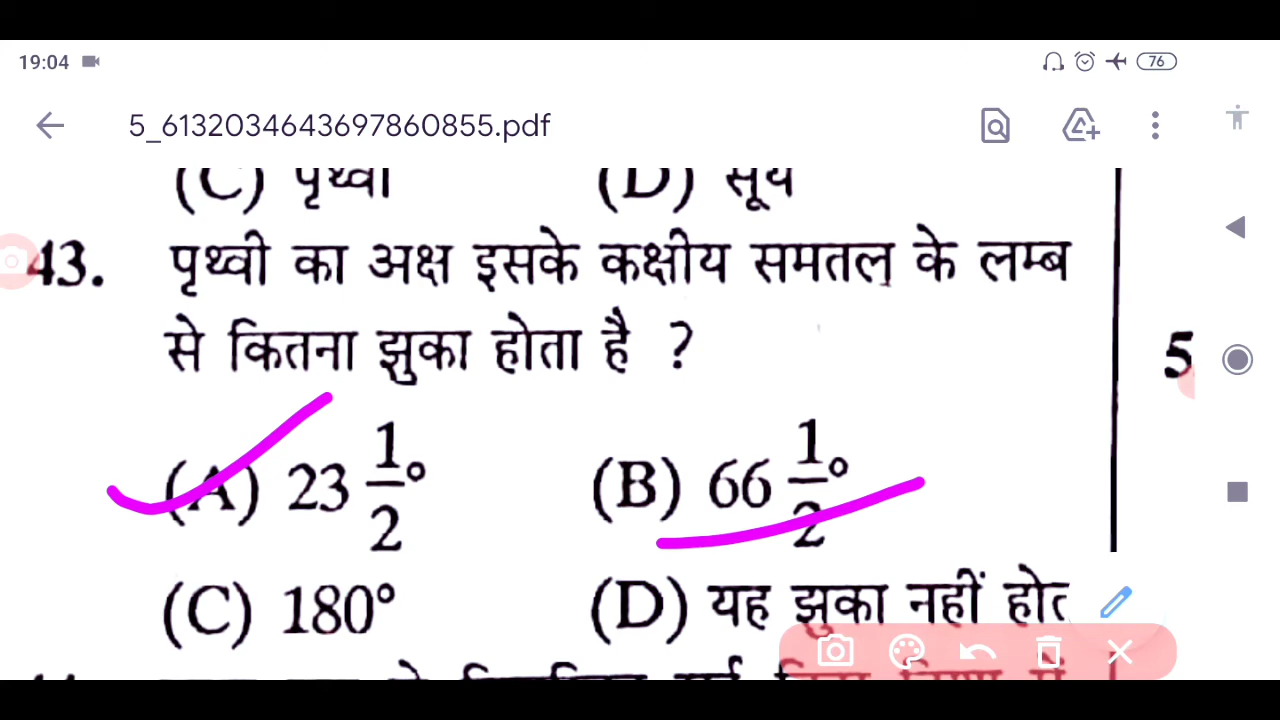 19:04 76
5_6132034643697860855.pdf
(C) पृथ्वी (D) सूर्य
43. पृथ्वी का अक्ष इसके कक्षीय समतल के लम्ब
से कितना झुका होता है ?
5
(A) 23 1/2° (B) 66 1/2°
(C) 180° (D) यह झुका नहीं